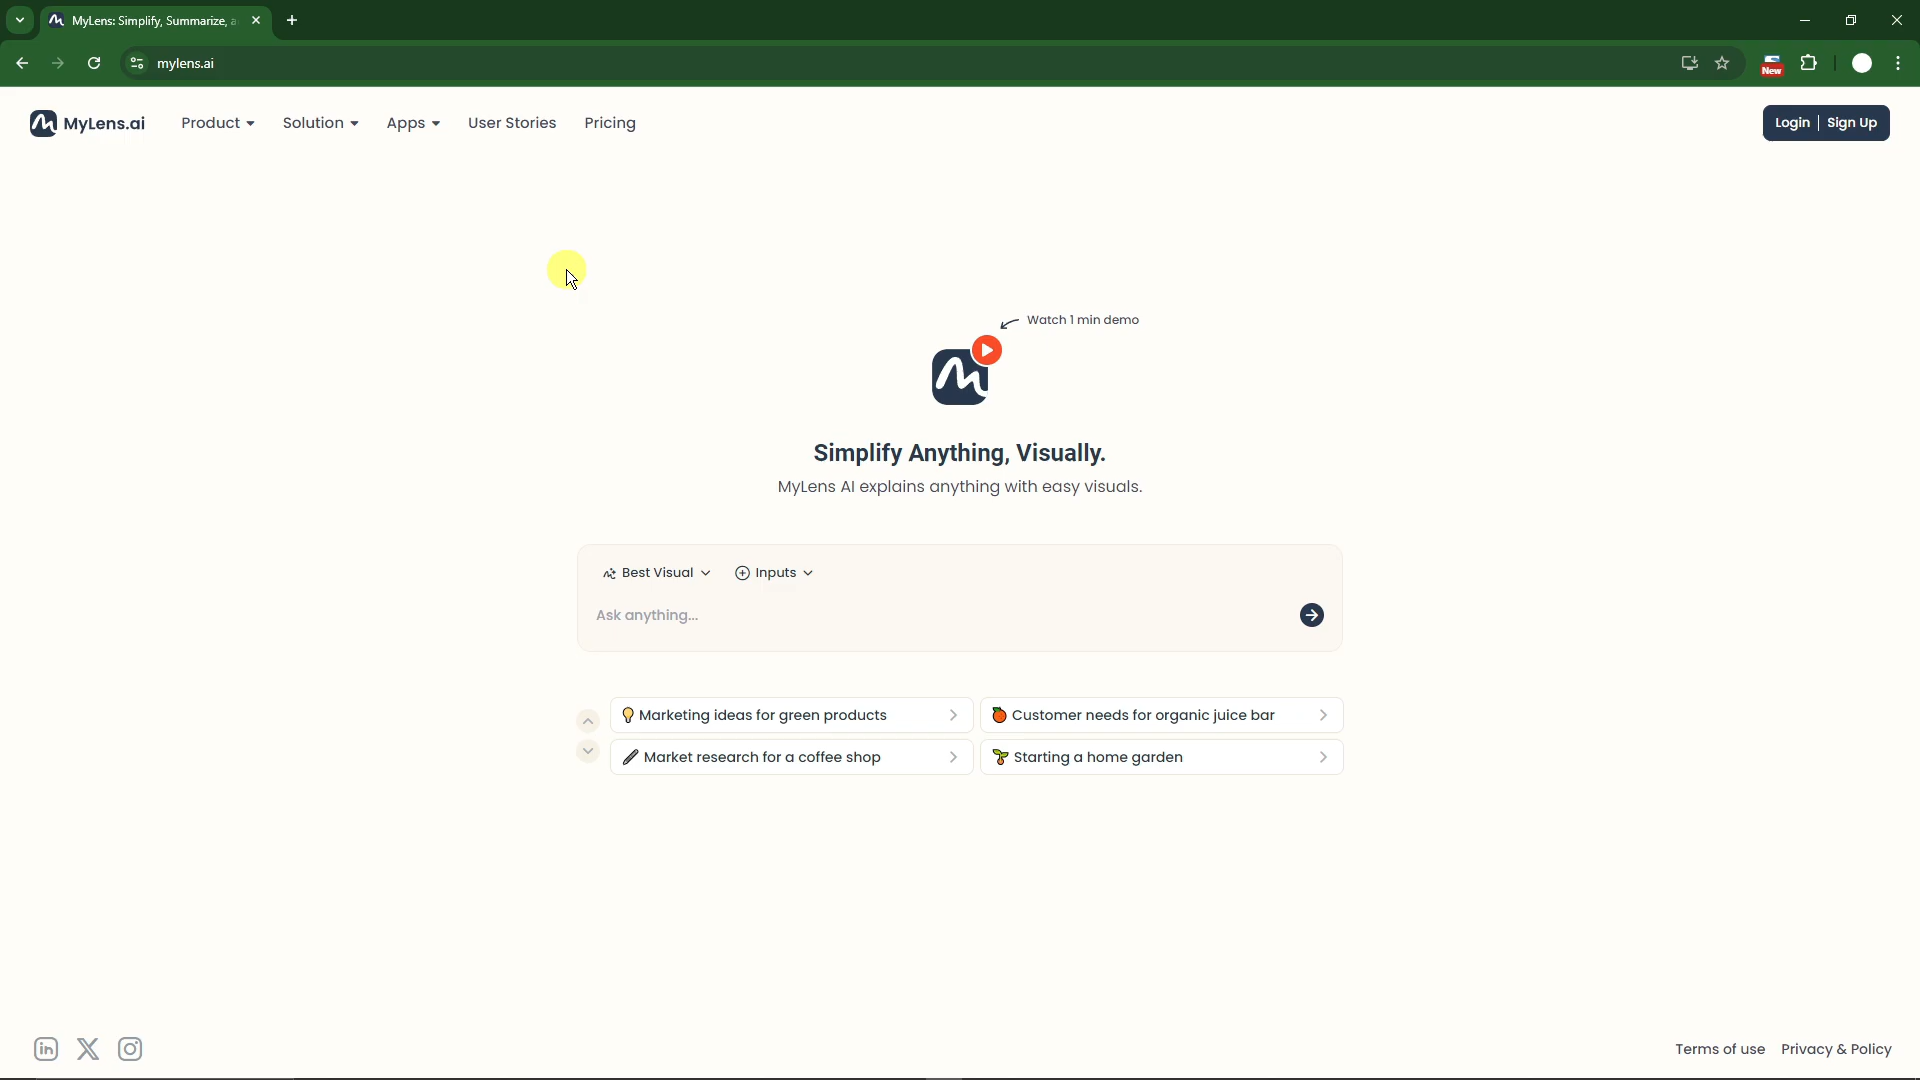 MyLens: Simplify, Summarize, a
mylens.ai
New
MyLens.ai
Product
Solution
Apps
User Stories
Pricing
Login | Sign Up
Watch 1 min demo
Simplify Anything, Visually.
MyLens AI explains anything with easy visuals.
Best Visual
Inputs
Ask anything...
Marketing ideas for green products
Customer needs for organic juice bar
Market research for a coffee shop
Starting a home garden
Terms of use
Privacy & Policy